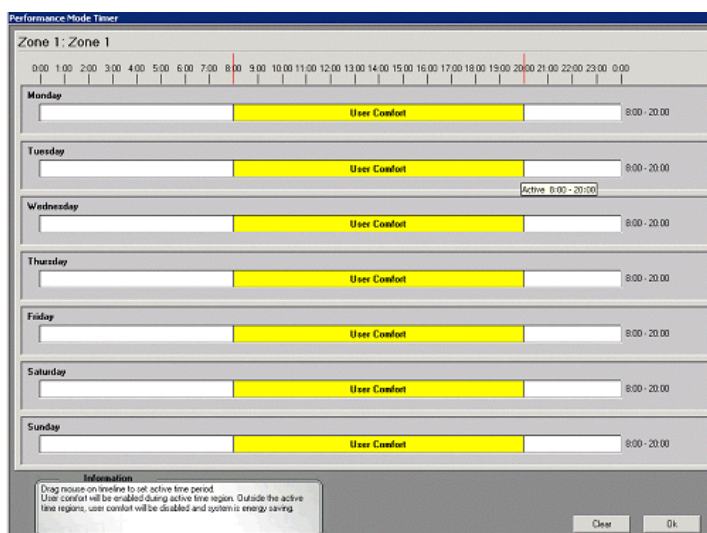 Performance Mode Timer
Zone 1: Zone 1
0:00 1:00 2:00 3:00 4:00 5:00 6:00 7:00 8:00 9:00 10:00 11:00 12:00 13:00 14:00 15:00 16:00 17:00 18:00 19:00 20:00 21:00 22:00 23:00 0:00
Monday
User Comfort 8:00 - 20:00
Tuesday
User Comfort 8:00 - 20:00
Active 8:00 - 20:00
Wednesday
User Comfort 8:00 - 20:00
Thursday
User Comfort 8:00 - 20:00
Friday
User Comfort 8:00 - 20:00
Saturday
User Comfort 8:00 - 20:00
Sunday
User Comfort 8:00 - 20:00
Information
Drag mouse on timeline to set active time period.
User comfort will be enabled during active time region. Outside the active
time regions, user comfort will be disabled and system is energy saving.
Clear Ok